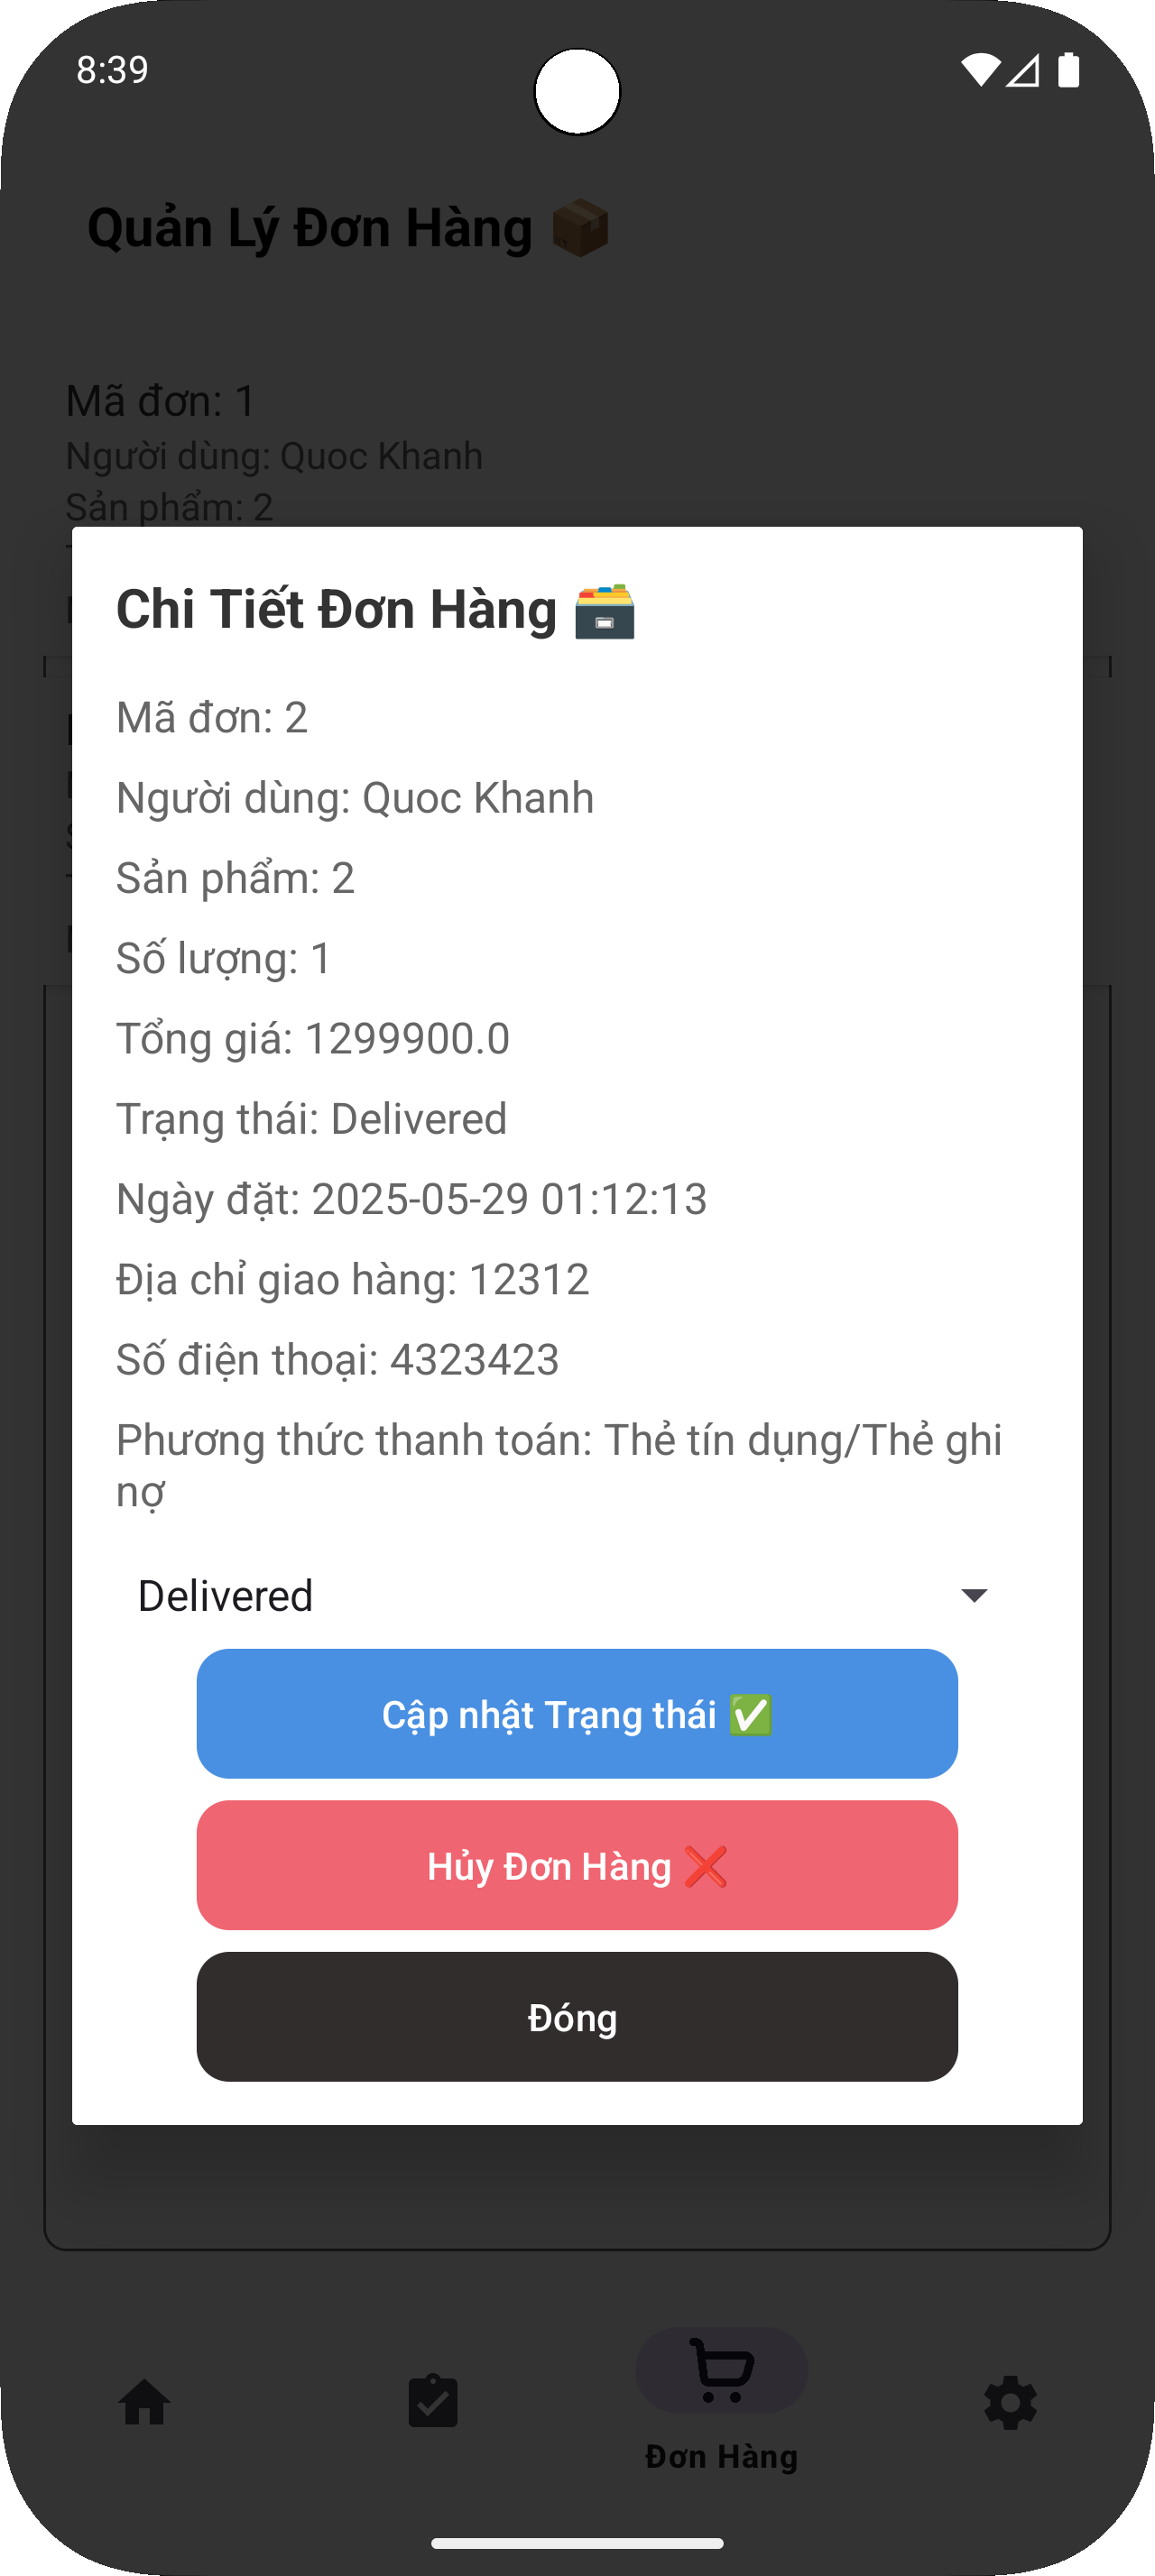 8:39
Quản Lý Đơn Hàng 📦
Mã đơn: 1
Người dùng: Quoc Khanh
Sản phẩm: 2
Chi Tiết Đơn Hàng 🗃️
Mã đơn: 2
Người dùng: Quoc Khanh
Sản phẩm: 2
Số lượng: 1
Tổng giá: 1299900.0
Trạng thái: Delivered
Ngày đặt: 2025-05-29 01:12:13
Địa chỉ giao hàng: 12312
Số điện thoại: 4323423
Phương thức thanh toán: Thẻ tín dụng/Thẻ ghi
nợ
Delivered
Cập nhật Trạng thái ✅
Hủy Đơn Hàng ❌
Đóng
Đơn Hàng